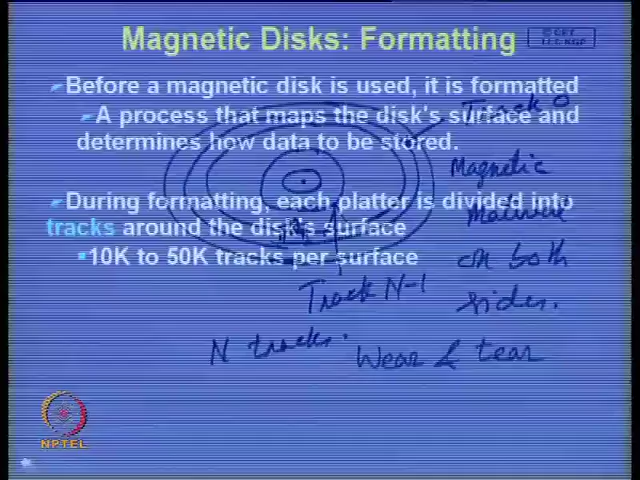 Magnetic Disks: Formatting
© CET
I.I.T. KGP
Before a magnetic disk is used, it is formatted
A process that maps the disk's surface and
determines how data to be stored.
During formatting, each platter is divided into
tracks around the disk's surface
10K to 50K tracks per surface
Track 0
Magnetic
on both
sides.
Track N-1
N tracks.
Wear & tear
NPTEL